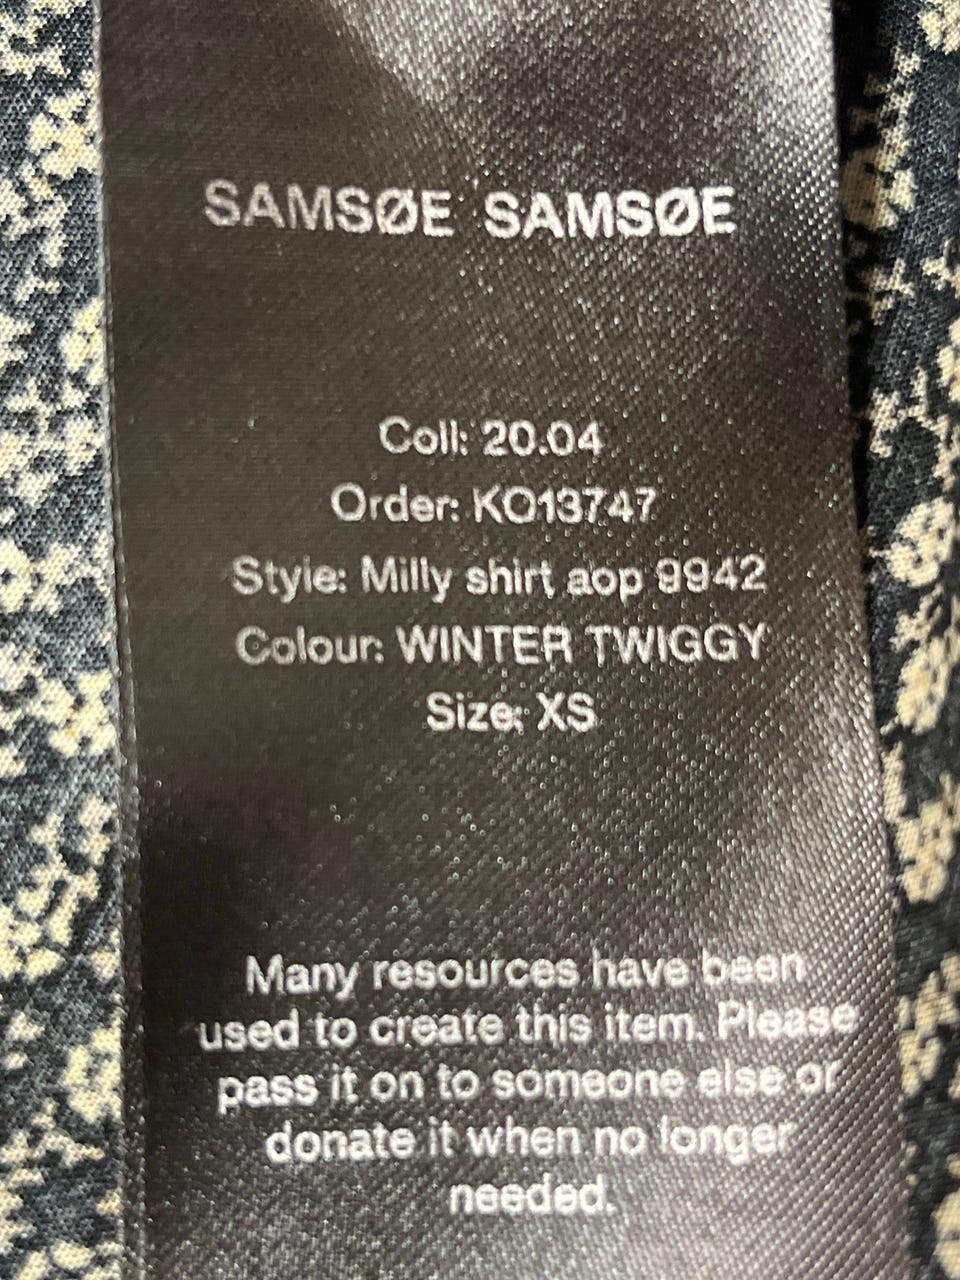 SAMSØE SAMSØE
Coll: 20.04
Order: KO13747
Style: Milly shirt aop 9942
Colour: WINTER TWIGGY
Size: XS
Many resources have been
used to create this item. Please
pass it on to someone else or
donate it when no longer
needed.